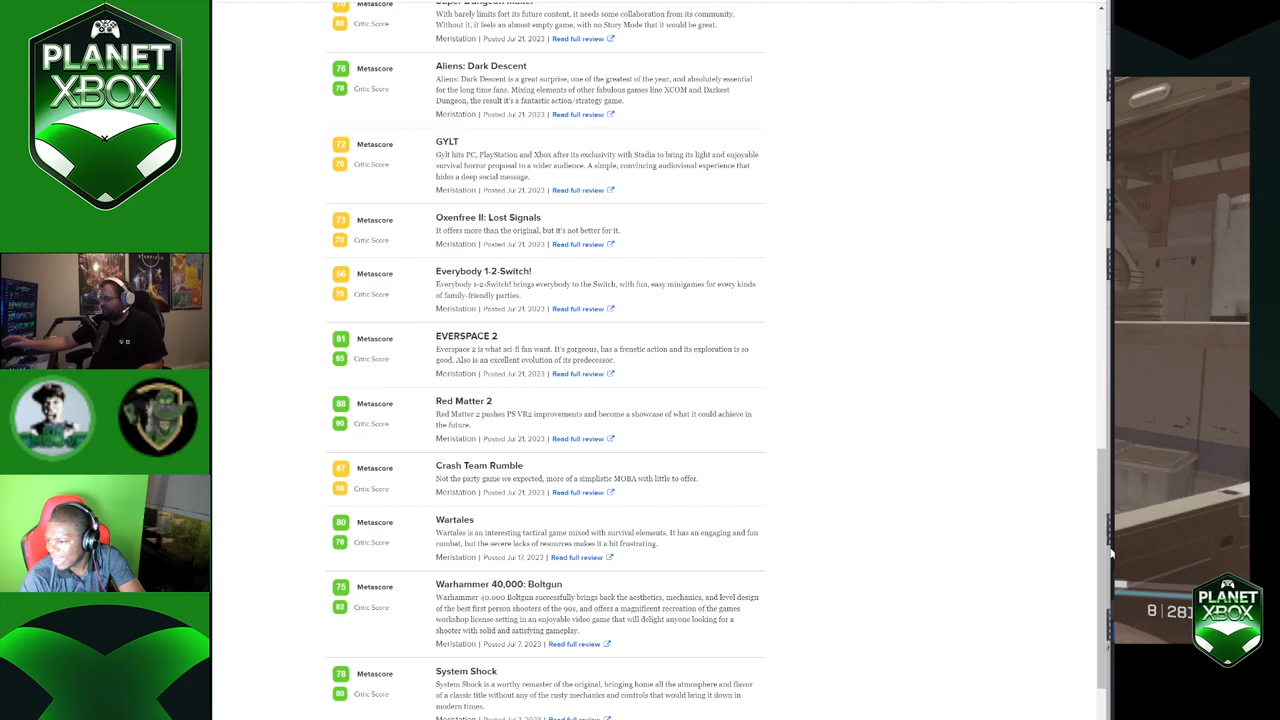 PLANET
XBOX
70
Super Dungeon Maker
68 Critic Score
With barely limits fort its future content, it needs some collaboration from its community.
Without it, it feels an almost empty game, with no Story Mode that it would be great.
Meristation | Posted Jul 21, 2023 | Read full review
76 Metascore
78 Critic Score
Aliens: Dark Descent
Aliens: Dark Descent is a great surprise, one of the greatest of the year, and absolutely essential
for the long time fans. Mixing elements of other fabulous games line XCOM and Darkest
Dungeon, the result it's a fantastic action/strategy game.
Meristation | Posted Jul 21, 2023 | Read full review
72 Metascore
70 Critic Score
GYLT
Gylt hits PC, PlayStation and Xbox after its exclusivity with Stadia to bring its light and enjoyable
survival horror proposal to a wider audience. A simple, convincing audiovisual experience that
hides a deep social message.
Meristation | Posted Jul 21, 2023 | Read full review
73 Metascore
70 Critic Score
Oxenfree II: Lost Signals
It offers more than the original, but it's not better for it.
Meristation | Posted Jul 21, 2023 | Read full review
56 Metascore
70 Critic Score
Everybody 1-2-Switch!
Everybody 1-2-Switch! brings everybody to the Switch, with fun, easy minigames for every kinds
of family-friendly parties.
Meristation | Posted Jul 21, 2023 | Read full review
81 Metascore
85 Critic Score
EVERSPACE 2
Everspace 2 is what sci-fi fan want. It's gorgeous, has a frenetic action and its exploration is so
good. Also is an excellent evolution of its predecessor.
Meristation | Posted Jul 21, 2023 | Read full review
88 Metascore
90 Critic Score
Red Matter 2
Red Matter 2 pushes PS VR2 improvements and become a showcase of what it could achieve in
the future.
Meristation | Posted Jul 21, 2023 | Read full review
67 Metascore
Critic Score
Crash Team Rumble
Not the party game we expected, more of a simplistic MOBA with little to offer.
Meristation | Posted Jul 21, 2023 | Read full review
80 Metascore
78 Critic Score
Wartales
Wartales is an interesting tactical game mixed with survival elements. It has an engaging and fun
combat, but the severe lacks of resources makes it a bit frustrating.
Meristation | Posted Jul 17, 2023 | Read full review
75 Metascore
82 Critic Score
Warhammer 40,000: Boltgun
Warhammer 40.000 Boltgun successfully brings back the aesthetics, mechanics, and level design
of the best first person shooters of the 90s, and offers a magnificent recreation of the games
workshop license setting in an enjoyable video game that will delight anyone looking for a
shooter with solid and satisfying gameplay.
Meristation | Posted Jul 7, 2023 | Read full review
78 Metascore
80 Critic Score
System Shock
System Shock is a worthy remaster of the original, bringing home all the atmosphere and flavor
of a classic title without any of the rusty mechanics and controls that would bring it down in
modern times.
Meristation | Posted Jul 7, 2023 | Read full review
8 | 281
PLANET
XBOX